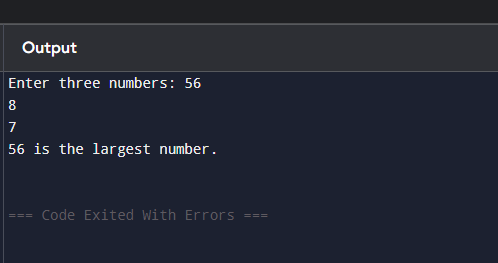 Output
Enter three numbers: 56
8
7
56 is the largest number.
=== Code Exited With Errors ===